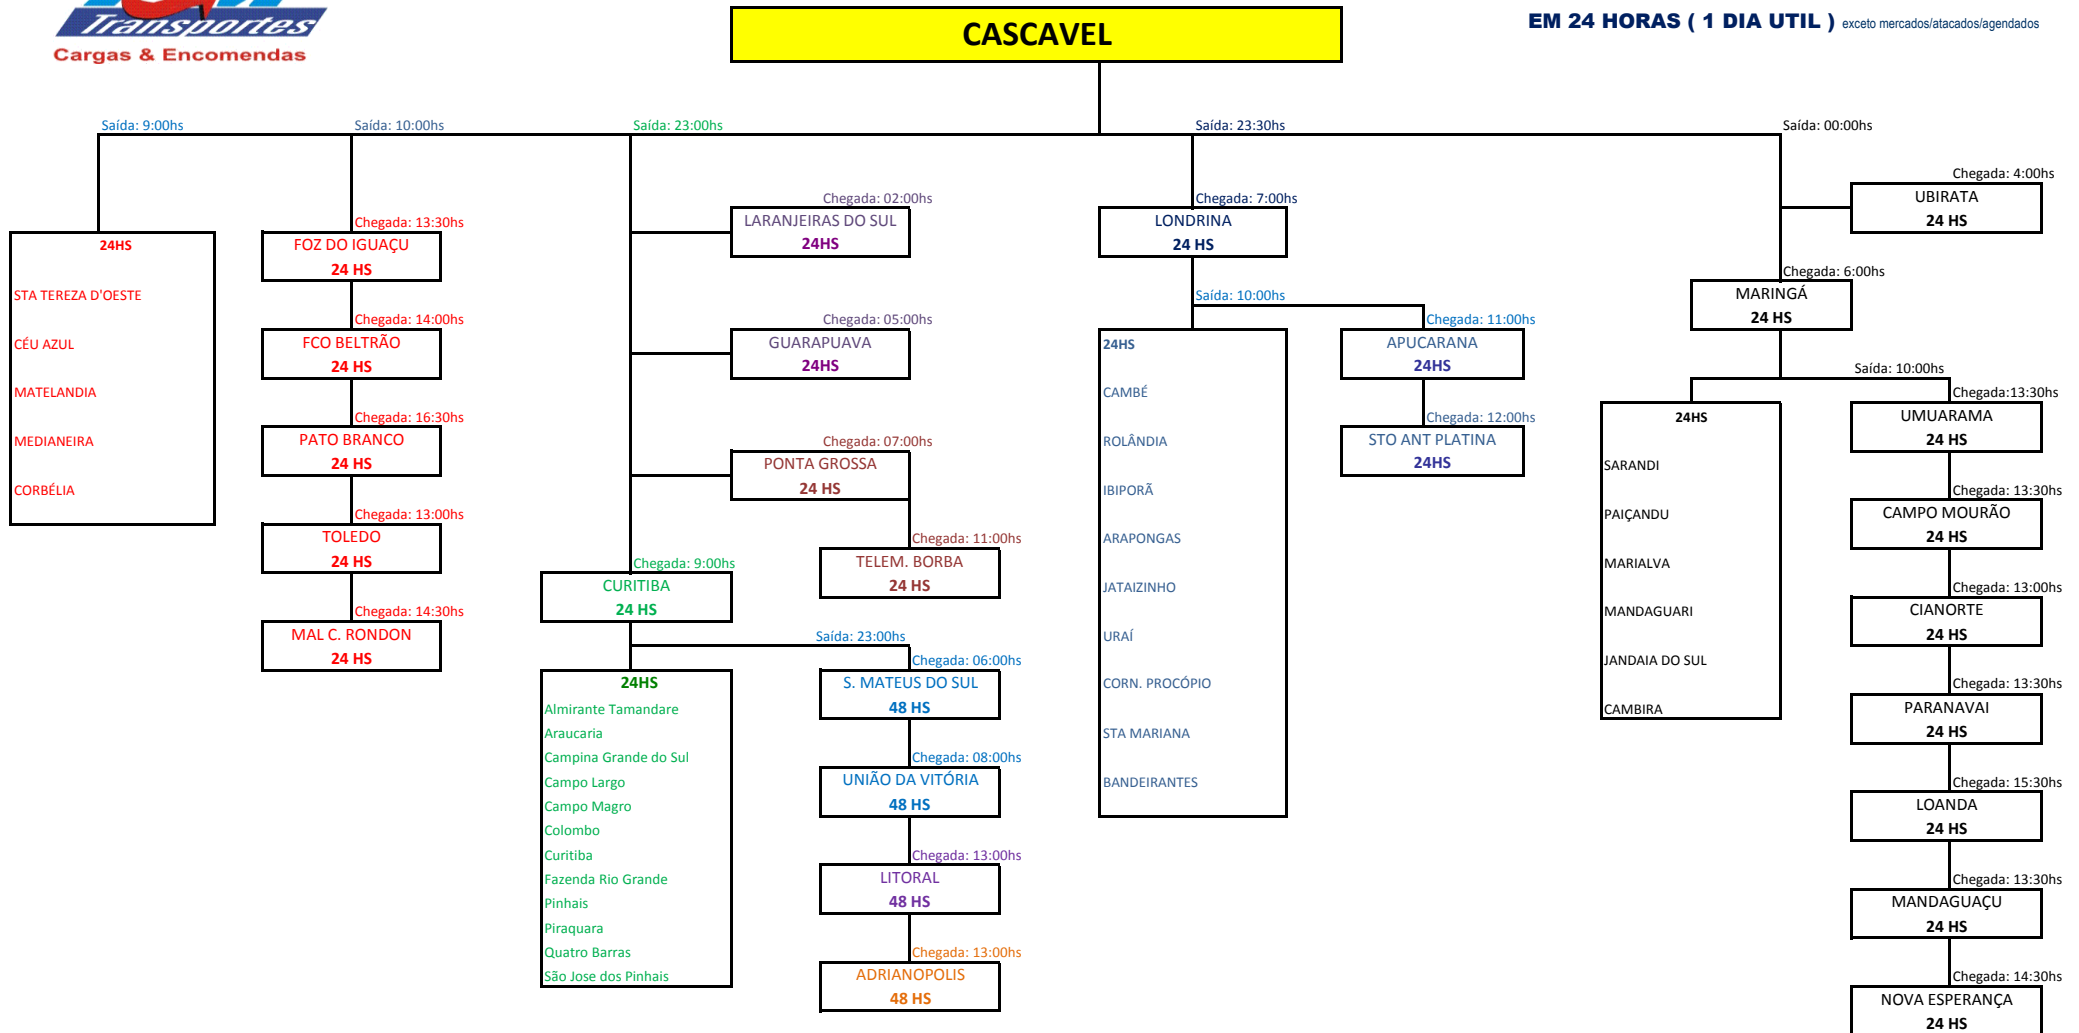 Transportes
Cargas & Encomendas
CASCAVEL
EM 24 HORAS ( 1 DIA UTIL ) exceto mercados/atacados/agendados
Saída: 9:00hs
24HS
STA TEREZA D'OESTE
CÉU AZUL
MATELANDIA
MEDIANEIRA
CORBÉLIA
Saída: 10:00hs
Chegada: 13:30hs
FOZ DO IGUAÇU
24 HS
Chegada: 14:00hs
FCO BELTRÃO
24 HS
Chegada: 16:30hs
PATO BRANCO
24 HS
Chegada: 13:00hs
TOLEDO
24 HS
Chegada: 14:30hs
MAL C. RONDON
24 HS
Saída: 23:00hs
Chegada: 02:00hs
LARANJEIRAS DO SUL
24HS
Chegada: 05:00hs
GUARAPUAVA
24HS
Chegada: 07:00hs
PONTA GROSSA
24 HS
Chegada: 11:00hs
TELEM. BORBA
24 HS
Chegada: 9:00hs
CURITIBA
24 HS
24HS
Almirante Tamandare
Araucaria
Campina Grande do Sul
Campo Largo
Campo Magro
Colombo
Curitiba
Fazenda Rio Grande
Pinhais
Piraquara
Quatro Barras
São Jose dos Pinhais
Saída: 23:00hs
Chegada: 06:00hs
S. MATEUS DO SUL
48 HS
Chegada: 08:00hs
UNIÃO DA VITÓRIA
48 HS
Chegada: 13:00hs
LITORAL
48 HS
Chegada: 13:00hs
ADRIANOPOLIS
48 HS
Saída: 23:30hs
Chegada: 7:00hs
LONDRINA
24 HS
Saída: 10:00hs
24HS
CAMBÉ
ROLÂNDIA
IBIPORÃ
ARAPONGAS
JATAIZINHO
URAÍ
CORN. PROCÓPIO
STA MARIANA
BANDEIRANTES
Chegada: 11:00hs
APUCARANA
24HS
Chegada: 12:00hs
STO ANT PLATINA
24HS
Saída: 00:00hs
Chegada: 4:00hs
UBIRATA
24 HS
Chegada: 6:00hs
MARINGÁ
24 HS
Saída: 10:00hs
24HS
SARANDI
PAIÇANDU
MARIALVA
MANDAGUARI
JANDAIA DO SUL
CAMBIRA
Chegada:13:30hs
UMUARAMA
24 HS
Chegada: 13:30hs
CAMPO MOURÃO
24 HS
Chegada: 13:00hs
CIANORTE
24 HS
Chegada: 13:30hs
PARANAVAI
24 HS
Chegada: 15:30hs
LOANDA
24 HS
Chegada: 13:30hs
MANDAGUAÇU
24 HS
Chegada: 14:30hs
NOVA ESPERANÇA
24 HS